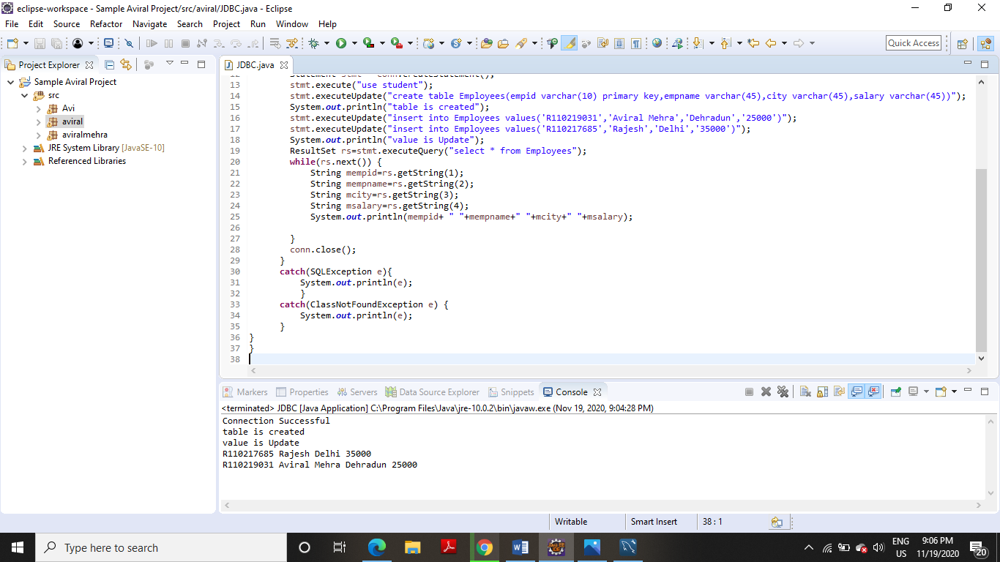 eclipse-workspace - Sample Aviral Project/src/aviral/JDBC.java - Eclipse
File Edit Source Refactor Navigate Search Project Run Window Help
Quick Access
Project Explorer
Sample Aviral Project
src
Avi
aviral
aviralmehra
JRE System Library [JavaSE-10]
Referenced Libraries
JDBC.java
12 Statement stmt = conn.createStatement();
13 stmt.execute("use student");
14 stmt.executeUpdate("create table Employees(empid varchar(10) primary key,empname varchar(45),city varchar(45),salary varchar(45))");
15 System.out.println("table is created");
16 stmt.executeUpdate("insert into Employees values('R110219031','Aviral Mehra','Dehradun','25000')");
17 stmt.executeUpdate("insert into Employees values('R110217685','Rajesh','Delhi','35000')");
18 System.out.println("value is Update");
19 ResultSet rs=stmt.executeQuery("select * from Employees");
20 while(rs.next()) {
21 String mempid=rs.getString(1);
22 String mempname=rs.getString(2);
23 String mcity=rs.getString(3);
24 String msalary=rs.getString(4);
25 System.out.println(mempid+ " "+mempname+" "+mcity+" "+msalary);
26
27 }
28 conn.close();
29 }
30 catch(SQLException e){
31 System.out.println(e);
32 }
33 catch(ClassNotFoundException e) {
34 System.out.println(e);
35 }
36 }
37 }
38
Markers Properties Servers Data Source Explorer Snippets Console
<terminated> JDBC [Java Application] C:\Program Files\Java\jre-10.0.2\bin\javaw.exe (Nov 19, 2020, 9:04:28 PM)
Connection Successful
table is created
value is Update
R110217685 Rajesh Delhi 35000
R110219031 Aviral Mehra Dehradun 25000
Writable Smart Insert 38 : 1
Type here to search
ENG US
9:06 PM
11/19/2020
20